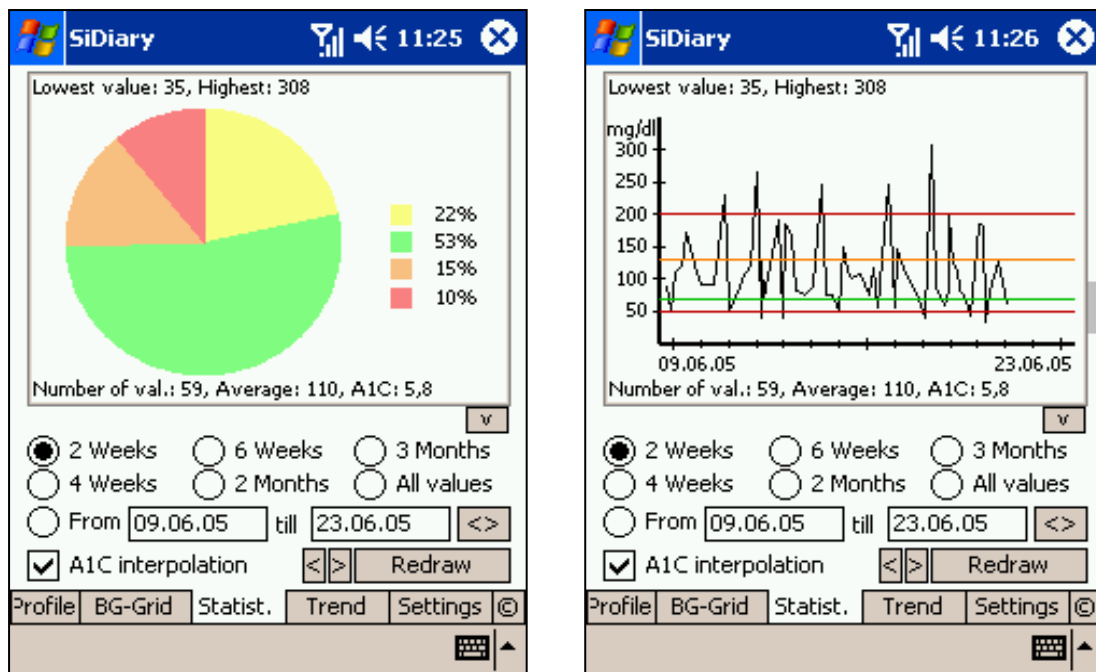 SiDiary 11:25
Lowest value: 35, Highest: 308
22%
53%
15%
10%
Number of val.: 59, Average: 110, A1C: 5,8
v
2 Weeks 6 Weeks 3 Months
4 Weeks 2 Months All values
From 09.06.05 till 23.06.05 <>
A1C interpolation < > Redraw
Profile BG-Grid Statist. Trend Settings ©
SiDiary 11:26
Lowest value: 35, Highest: 308
mg/dl
300
250
200
150
100
50
09.06.05 23.06.05
Number of val.: 59, Average: 110, A1C: 5,8
v
2 Weeks 6 Weeks 3 Months
4 Weeks 2 Months All values
From 09.06.05 till 23.06.05 <>
A1C interpolation < > Redraw
Profile BG-Grid Statist. Trend Settings ©